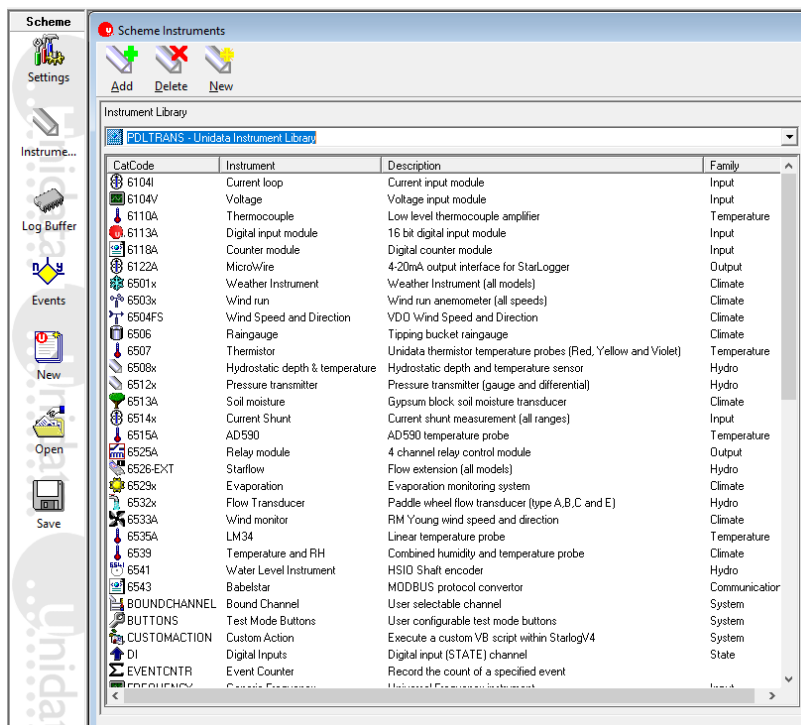 Scheme
Settings
Instrume...
Log Buffer
Events
New
Open
Save
Scheme Instruments
Add Delete New
Instrument Library
PDLTRANS - Unidata Instrument Library
CatCode Instrument Description Family
6104I Current loop Current input module Input
6104V Voltage Voltage input module Input
6110A Thermocouple Low level thermocouple amplifier Temperature
6113A Digital input module 16 bit digital input module Input
6118A Counter module Digital counter module Input
6122A MicroWire 4-20mA output interface for StarLogger Output
6501x Weather Instrument Weather Instrument (all models) Climate
6503x Wind run Wind run anemometer (all speeds) Climate
6504FS Wind Speed and Direction VDO Wind Speed and Direction Climate
6506 Raingauge Tipping bucket raingauge Climate
6507 Thermistor Unidata thermistor temperature probes (Red, Yellow and Violet) Temperature
6508x Hydrostatic depth & temperature Hydrostatic depth and temperature sensor Hydro
6512x Pressure transmitter Pressure transmitter (gauge and differential) Hydro
6513A Soil moisture Gypsum block soil moisture transducer Climate
6514x Current Shunt Current shunt measurement (all ranges) Input
6515A AD590 AD590 temperature probe Temperature
6525A Relay module 4 channel relay control module Output
6526-EXT Starflow Flow extension (all models) Hydro
6529x Evaporation Evaporation monitoring system Climate
6532x Flow Transducer Paddle wheel flow transducer (type A,B,C and E) Hydro
6533A Wind monitor RM Young wind speed and direction Climate
6535A LM34 Linear temperature probe Temperature
6539 Temperature and RH Combined humidity and temperature probe Climate
6541 Water Level Instrument HSIO Shaft encoder Hydro
6543 Babelstar MODBUS protocol convertor Communication
BOUNDCHANNEL Bound Channel User selectable channel System
BUTTONS Test Mode Buttons User configurable test mode buttons System
CUSTOMACTION Custom Action Execute a custom VB script within StarlogV4 System
DI Digital Inputs Digital input (STATE) channel State
EVENTCNTR Event Counter Record the count of a specified event
FREQUENCY Generic Frequency Universal Frequency instrument Input